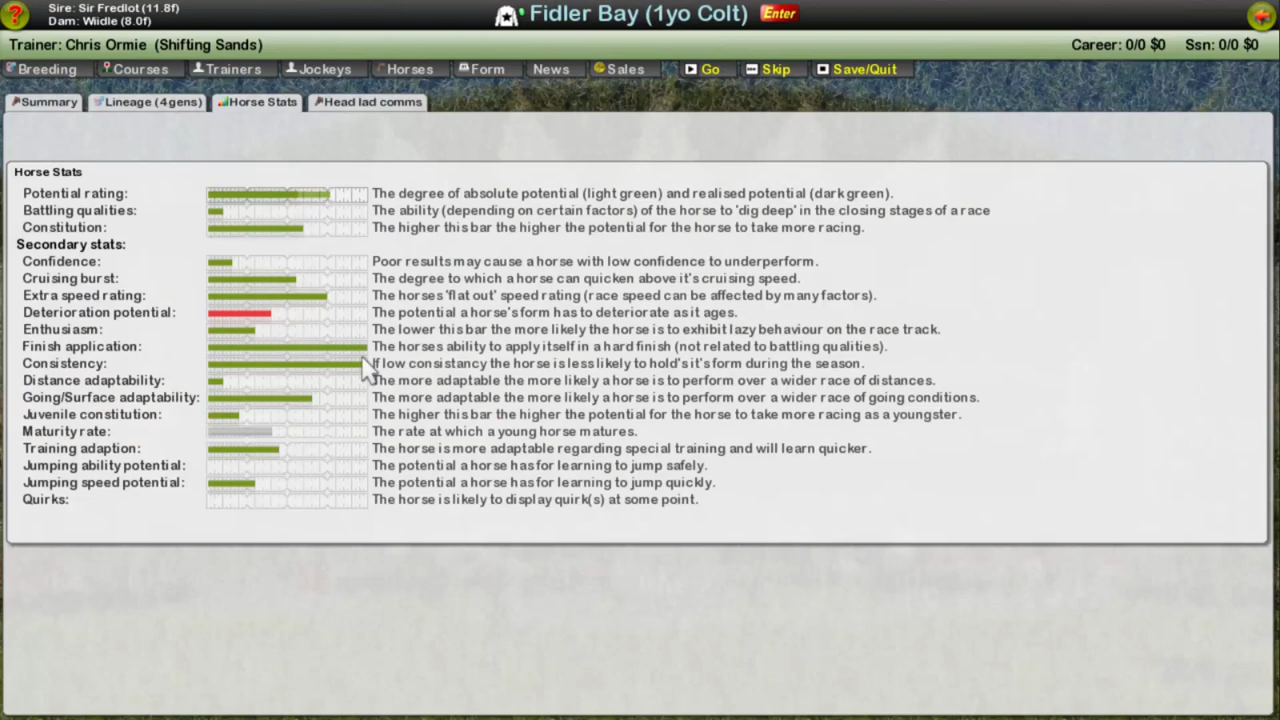 Sire: Sir Fredlot (11.8f)
Dam: Widle (8.0f)
Fidler Bay (1yo Colt) Enter
Trainer: Chris Ormie (Shifting Sands) Career: 0/0 $0 Ssn: 0/0 $0
Breeding Courses Trainers Jockeys Horses Form News Sales Go Skip Save/Quit
Summary Lineage (4gens) Horse Stats Head lad comms
Horse Stats
Potential rating: The degree of absolute potential (light green) and realised potential (dark green).
Battling qualities: The ability (depending on certain factors) of the horse to 'dig deep' in the closing stages of a race
Constitution: The higher this bar the higher the potential for the horse to take more racing.
Secondary stats:
Confidence: Poor results may cause a horse with low confidence to underperform.
Cruising burst: The degree to which a horse can quicken above it's cruising speed.
Extra speed rating: The horses 'flat out' speed rating (race speed can be affected by many factors).
Deterioration potential: The potential a horse's form has to deteriorate as it ages.
Enthusiasm: The lower this bar the more likely the horse is to exhibit lazy behaviour on the race track.
Finish application: The horses ability to apply itself in a hard finish (not related to battling qualities).
Consistency: If low consistancy the horse is less likely to hold's it's form during the season.
Distance adaptability: The more adaptable the more likely a horse is to perform over a wider race of distances.
Going/Surface adaptability: The more adaptable the more likely a horse is to perform over a wider race of going conditions.
Juvenile constitution: The higher this bar the higher the potential for the horse to take more racing as a youngster.
Maturity rate: The rate at which a young horse matures.
Training adaption: The horse is more adaptable regarding special training and will learn quicker.
Jumping ability potential: The potential a horse has for learning to jump safely.
Jumping speed potential: The potential a horse has for learning to jump quickly.
Quirks: The horse is likely to display quirk(s) at some point.